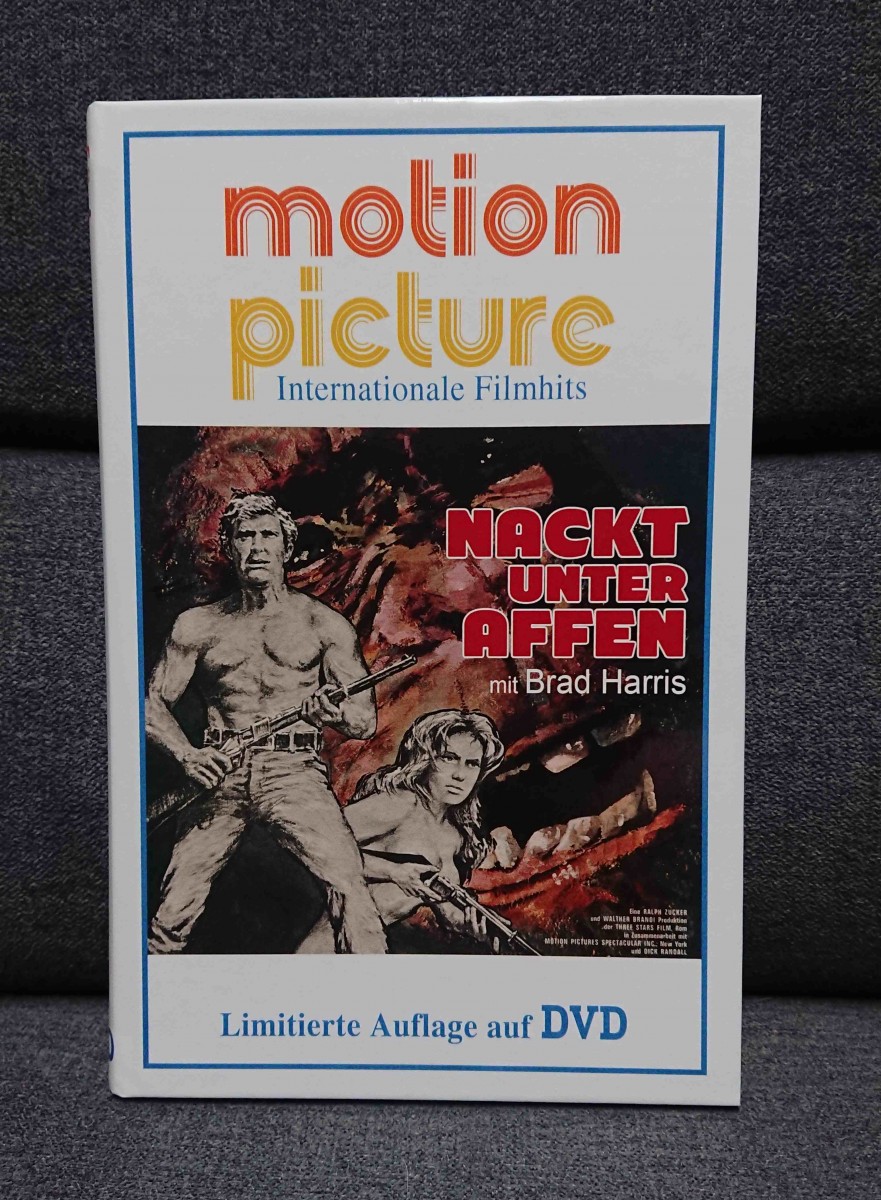 motion
picture
Internationale Filmhits
NACKT
UNTER
AFFEN
mit Brad Harris
Eine RALPH ZUCKER
und WALTHER BRANDI Produktion
der THREE STARS FILM, Rom
in Zusammenarbeit mit
MOTION PICTURES SPECTACULAR INC., New York
und DICK RANDALL
Limitierte Auflage auf DVD